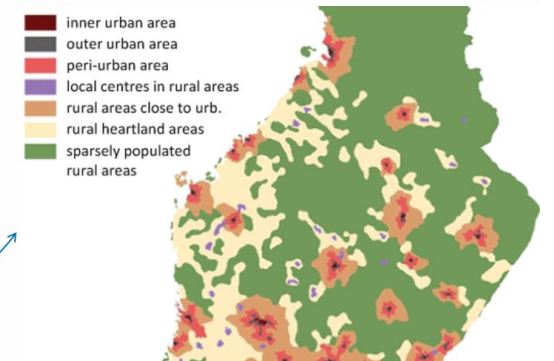 inner urban area
outer urban area
peri-urban area
local centres in rural areas
rural areas close to urb.
rural heartland areas
sparsely populated
rural areas